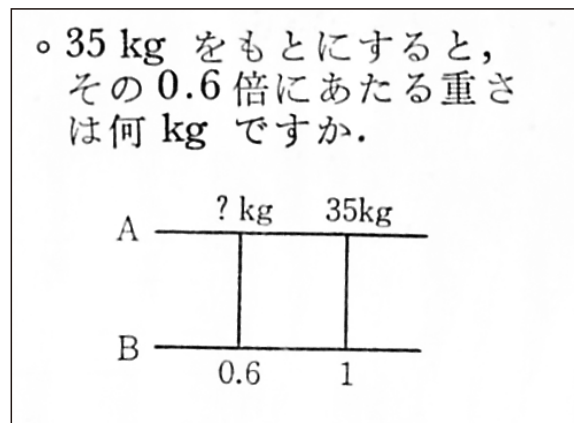 ○35 kg をもとにすると，
その 0.6 倍にあたる重さ
は何 kg ですか．
? kg 35kg
A
B
0.6 1